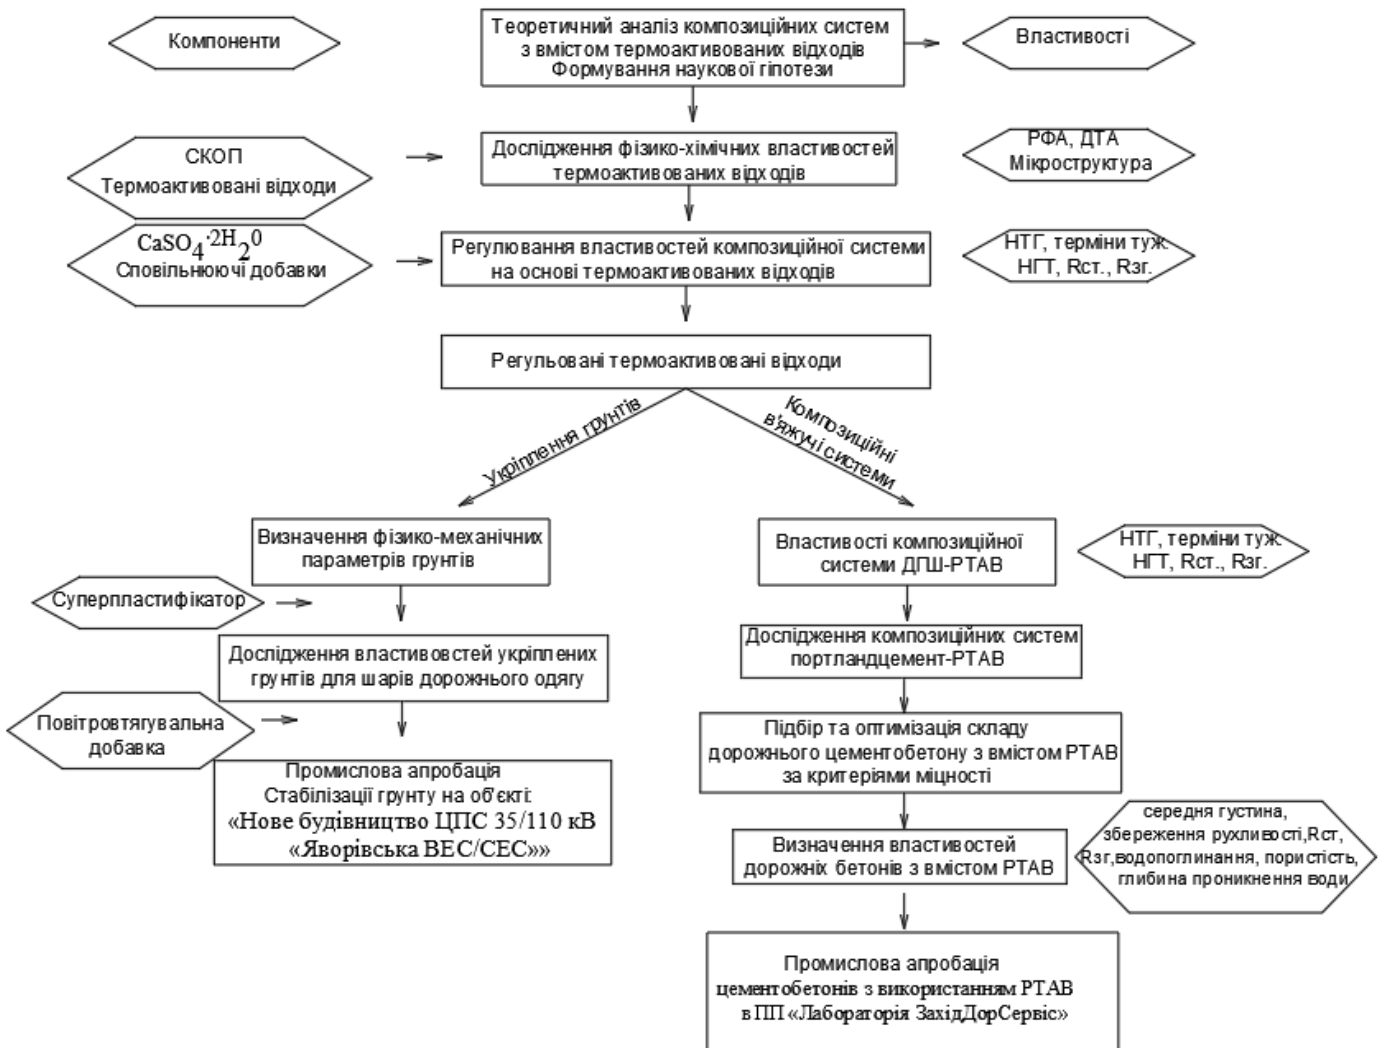 Компоненти
Теоретичний аналіз композиційних систем
з вмістом термоактивованих відходів
Формування наукової гіпотези
Властивості
СКОП
Термоактивовані відходи
Дослідження фізико-хімічних властивостей
термоактивованих відходів
РФА, ДТА
Мікроструктура
CaSO4·2H20
Сповільнюючі добавки
Регулювання властивостей композиційної системи
на основі термоактивованих відходів
НТГ, терміни туж.
НГТ, Rст., Rзг.
Регульовані термоактивовані відходи
Укріплення грунтів
Композиційні
в'яжучі системи
Визначення фізико-механічних
параметрів грунтів
Властивості композиційної
системи ДГШ-РТАВ
НТГ, терміни туж.
НГТ, Rст., Rзг.
Суперпластифікатор
Дослідження властивовстей укріплених
грунтів для шарів дорожнього одягу
Дослідження композиційних систем
портландцемент-РТАВ
Повітровтягувальна
добавка
Підбір та оптимізація складу
дорожнього цементобетону з вмістом РТАВ
за критеріями міцності
Промислова апробація
Стабілізації грунту на об'єкті:
«Нове будівництво ЦПС 35/110 кВ
«Яворівська ВЕС/СЕС»»
Визначення властивостей
дорожніх бетонів з вмістом РТАВ
середня густина,
збереження рухливості,Rст,
Rзг,водопоглинання, пористість,
глибина проникнення води
Промислова апробація
цементобетонів з використанням РТАВ
в ПП «Лабораторія ЗахідДорСервіс»